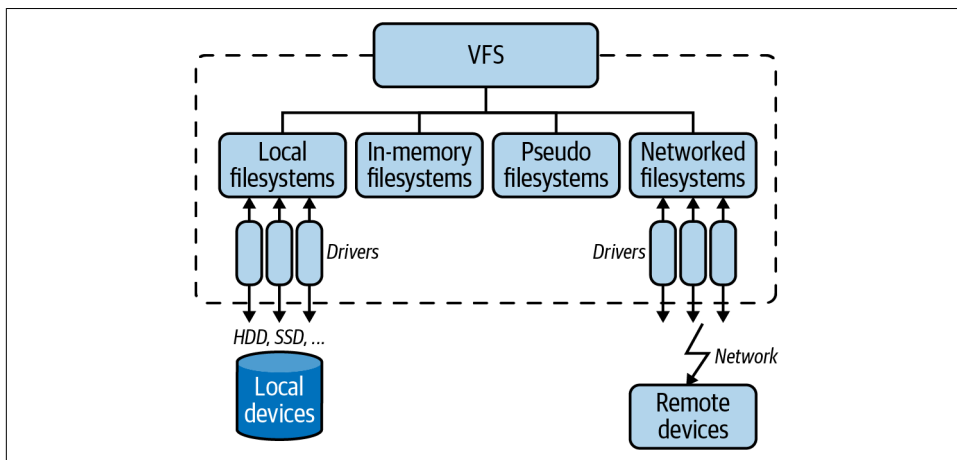 VFS
Local
filesystems
In-memory
filesystems
Pseudo
filesystems
Networked
filesystems
Drivers
Drivers
HDD, SSD, ...
Network
Local
devices
Remote
devices